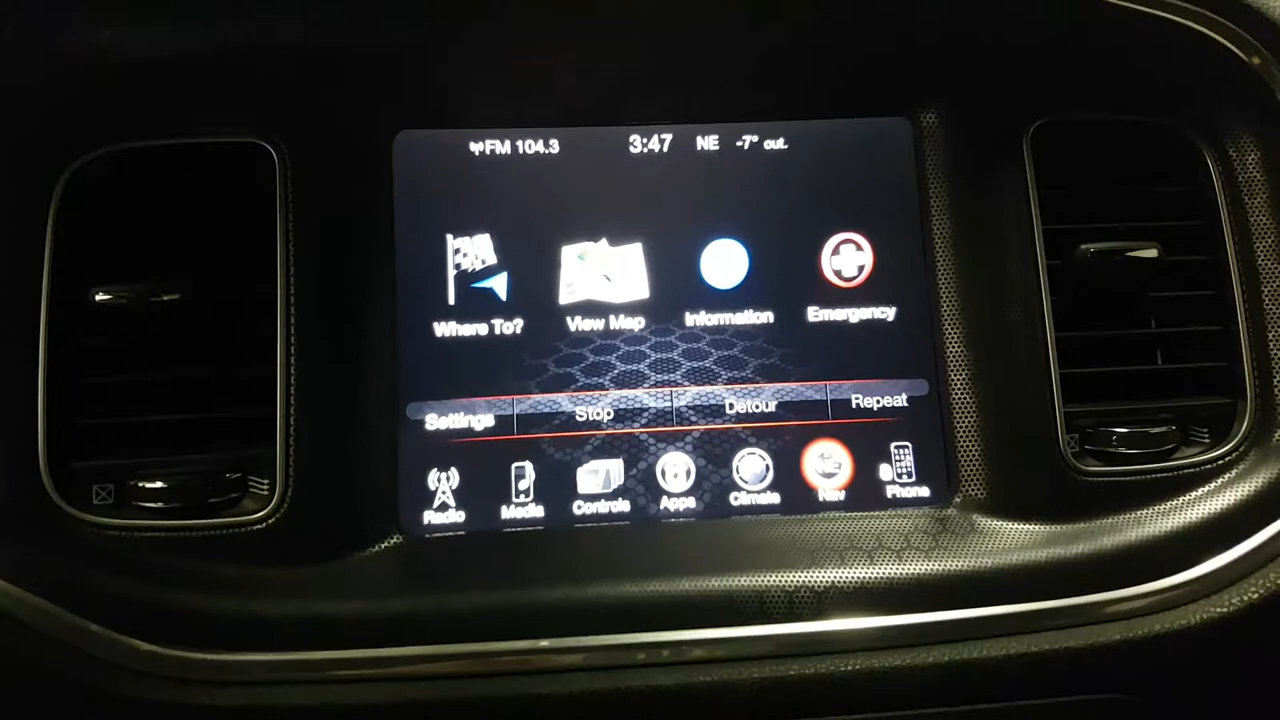 FM 104.3 3:47 NE -7° out.
Where To? View Map Information Emergency
Settings Stop Detour Repeat
Radio Media Controls Apps Climate Nav Phone